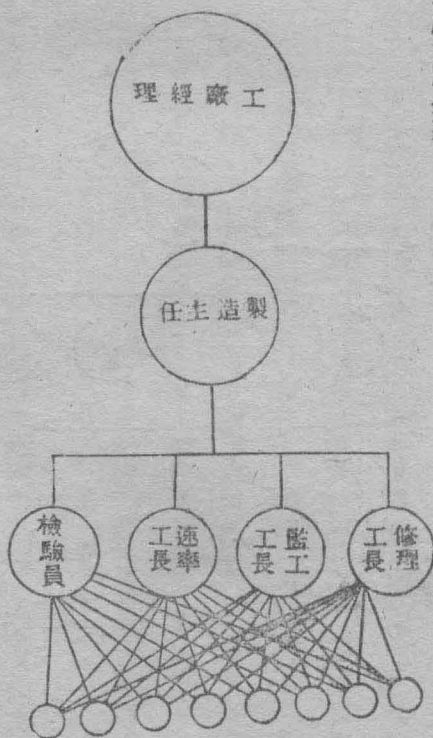 工廠經理
製造主任
修理工長
監工工長
速率工長
檢驗員